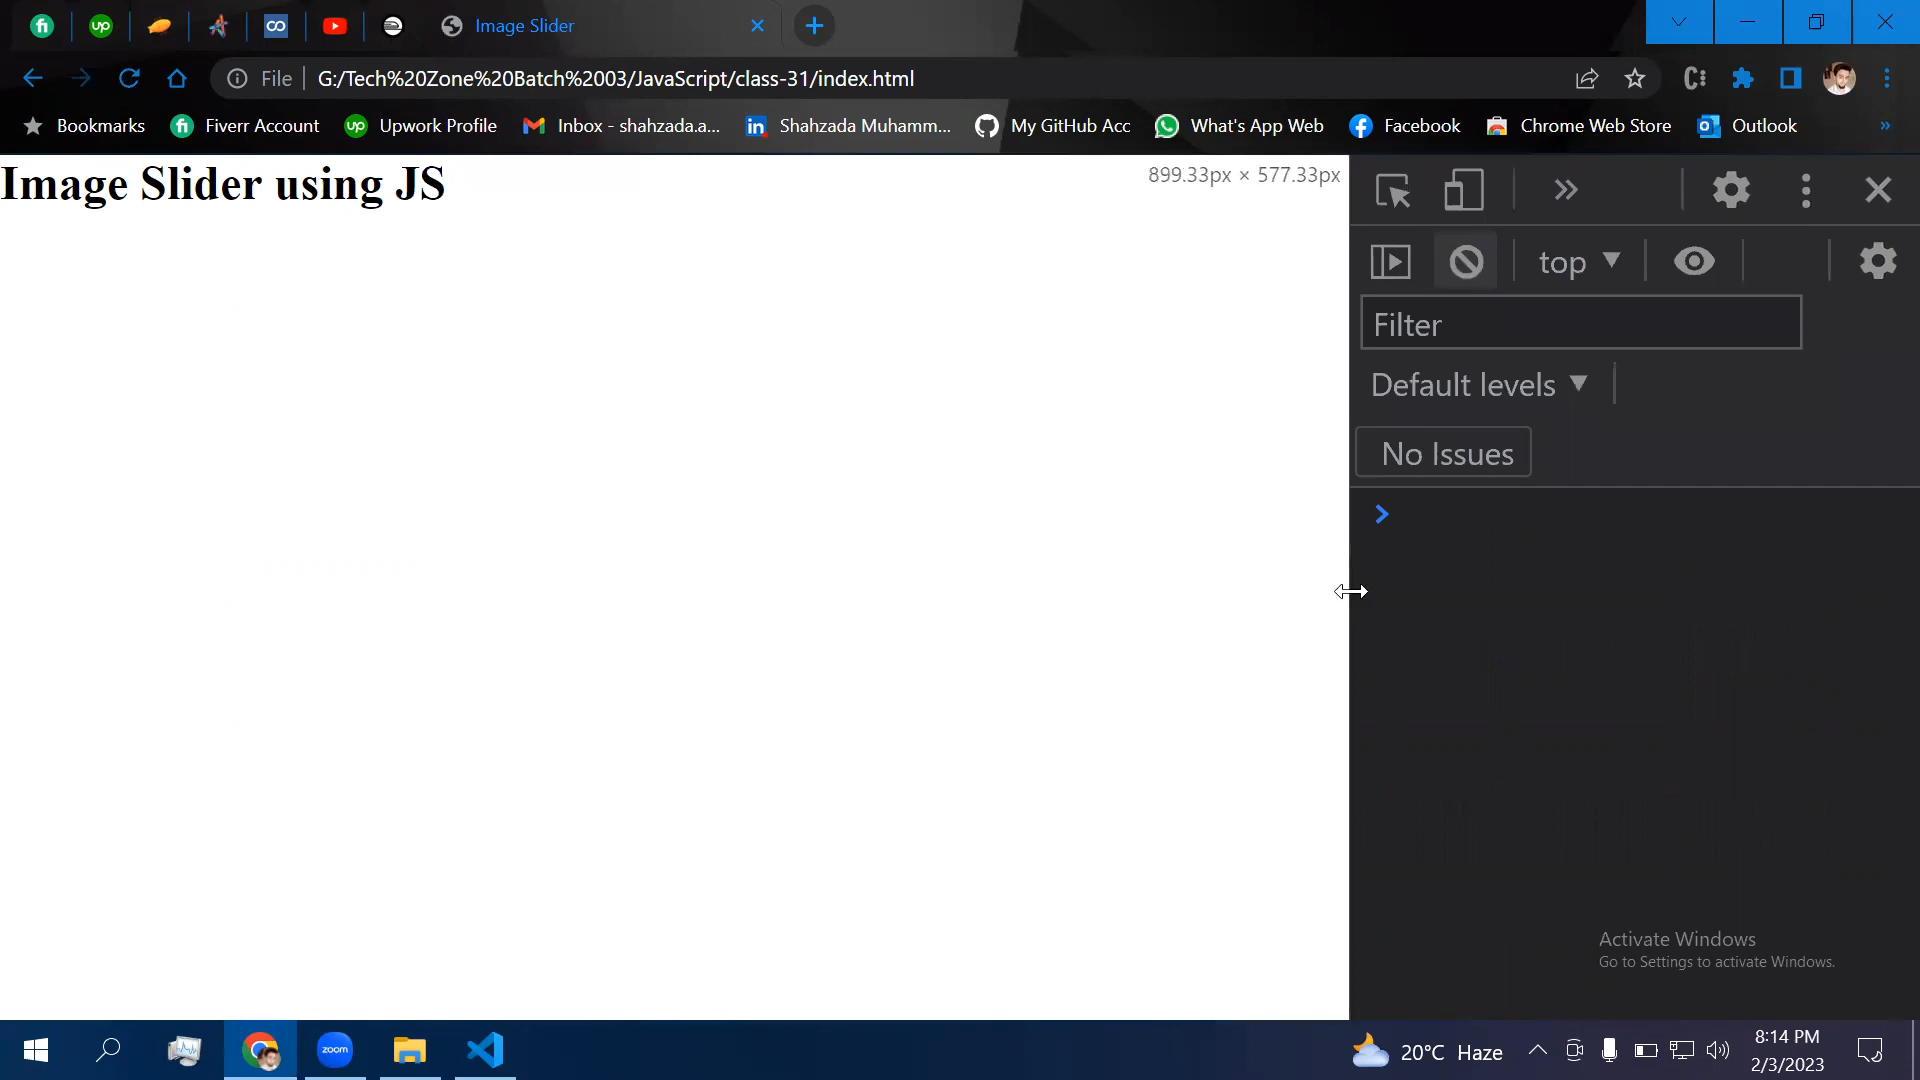 Image Slider
File
G:/Tech%20Zone%20Batch%2003/JavaScript/class-31/index.html
Bookmarks
Fiverr Account
Upwork Profile
Inbox - shahzada.a...
Shahzada Muhamm...
My GitHub Acc
What's App Web
Facebook
Chrome Web Store
Outlook
»
Image Slider using JS
899.33px × 577.33px
top
Filter
Default levels
No Issues
Activate Windows
Go to Settings to activate Windows.
zoom
20°C Haze
8:14 PM
2/3/2023